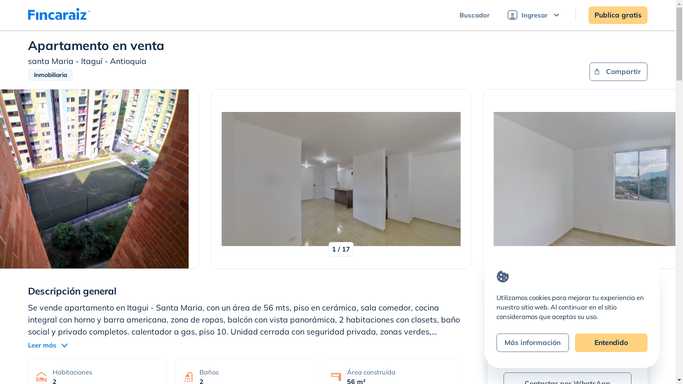 Fincaraiz
Buscador
Ingresar
Publica gratis
Apartamento en venta
santa Maria - Itaguí - Antioquia
Inmobiliaria
Compartir
1 / 17
Descripción general
Se vende apartamento en Itagui - Santa Maria, con un área de 56 mts, piso en cerámica, sala comedor, cocina
integral con horno y barra americana, zona de ropas, balcón con vista panorámica, 2 habitaciones con closets, baño
social y privado completos. calentador a gas, piso 10. Unidad cerrada con seguridad privada, zonas verdes,...
Leer más
Habitaciones
2
Baños
2
Área construida
56 m²
Utilizamos cookies para mejorar tu experiencia en
nuestro sitio web. Al continuar en el sitio
consideramos que aceptas su uso.
Más información
Entendido
Contactar por WhatsApp